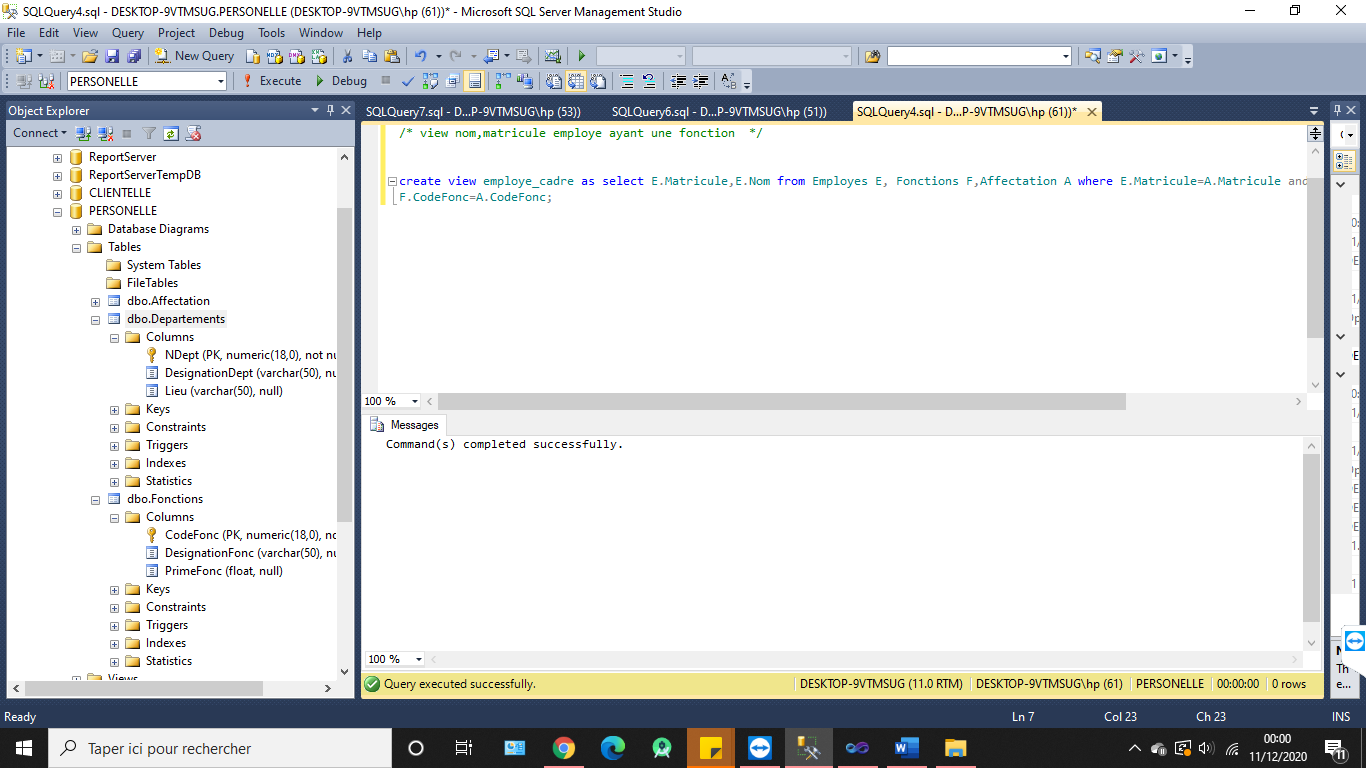 SQLQuery4.sql - DESKTOP-9VTMSUG.PERSONELLE (DESKTOP-9VTMSUG\hp (61))* - Microsoft SQL Server Management Studio
File Edit View Query Project Debug Tools Window Help
New Query
PERSONELLE Execute Debug
Object Explorer
Connect
ReportServer
ReportServerTempDB
CLIENTELLE
PERSONELLE
Database Diagrams
Tables
System Tables
FileTables
dbo.Affectation
dbo.Departements
Columns
NDept (PK, numeric(18,0), not nu
DesignationDept (varchar(50), nu
Lieu (varchar(50), null)
Keys
Constraints
Triggers
Indexes
Statistics
dbo.Fonctions
Columns
CodeFonc (PK, numeric(18,0), nc
DesignationFonc (varchar(50), nu
PrimeFonc (float, null)
Keys
Constraints
Triggers
Indexes
Statistics
Views
SQLQuery7.sql - D...P-9VTMSUG\hp (53)) SQLQuery6.sql - D...P-9VTMSUG\hp (51)) SQLQuery4.sql - D...P-9VTMSUG\hp (61))*
/* view nom,matricule employe ayant une fonction */
create view employe_cadre as select E.Matricule,E.Nom from Employes E, Fonctions F,Affectation A where E.Matricule=A.Matricule and
F.CodeFonc=A.CodeFonc;
100 %
Messages
Command(s) completed successfully.
100 %
Query executed successfully. DESKTOP-9VTMSUG (11.0 RTM) DESKTOP-9VTMSUG\hp (61) PERSONELLE 00:00:00 0 rows
Th
e...
Ready Ln 7 Col 23 Ch 23 INS
Taper ici pour rechercher
00:00
11/12/2020
11